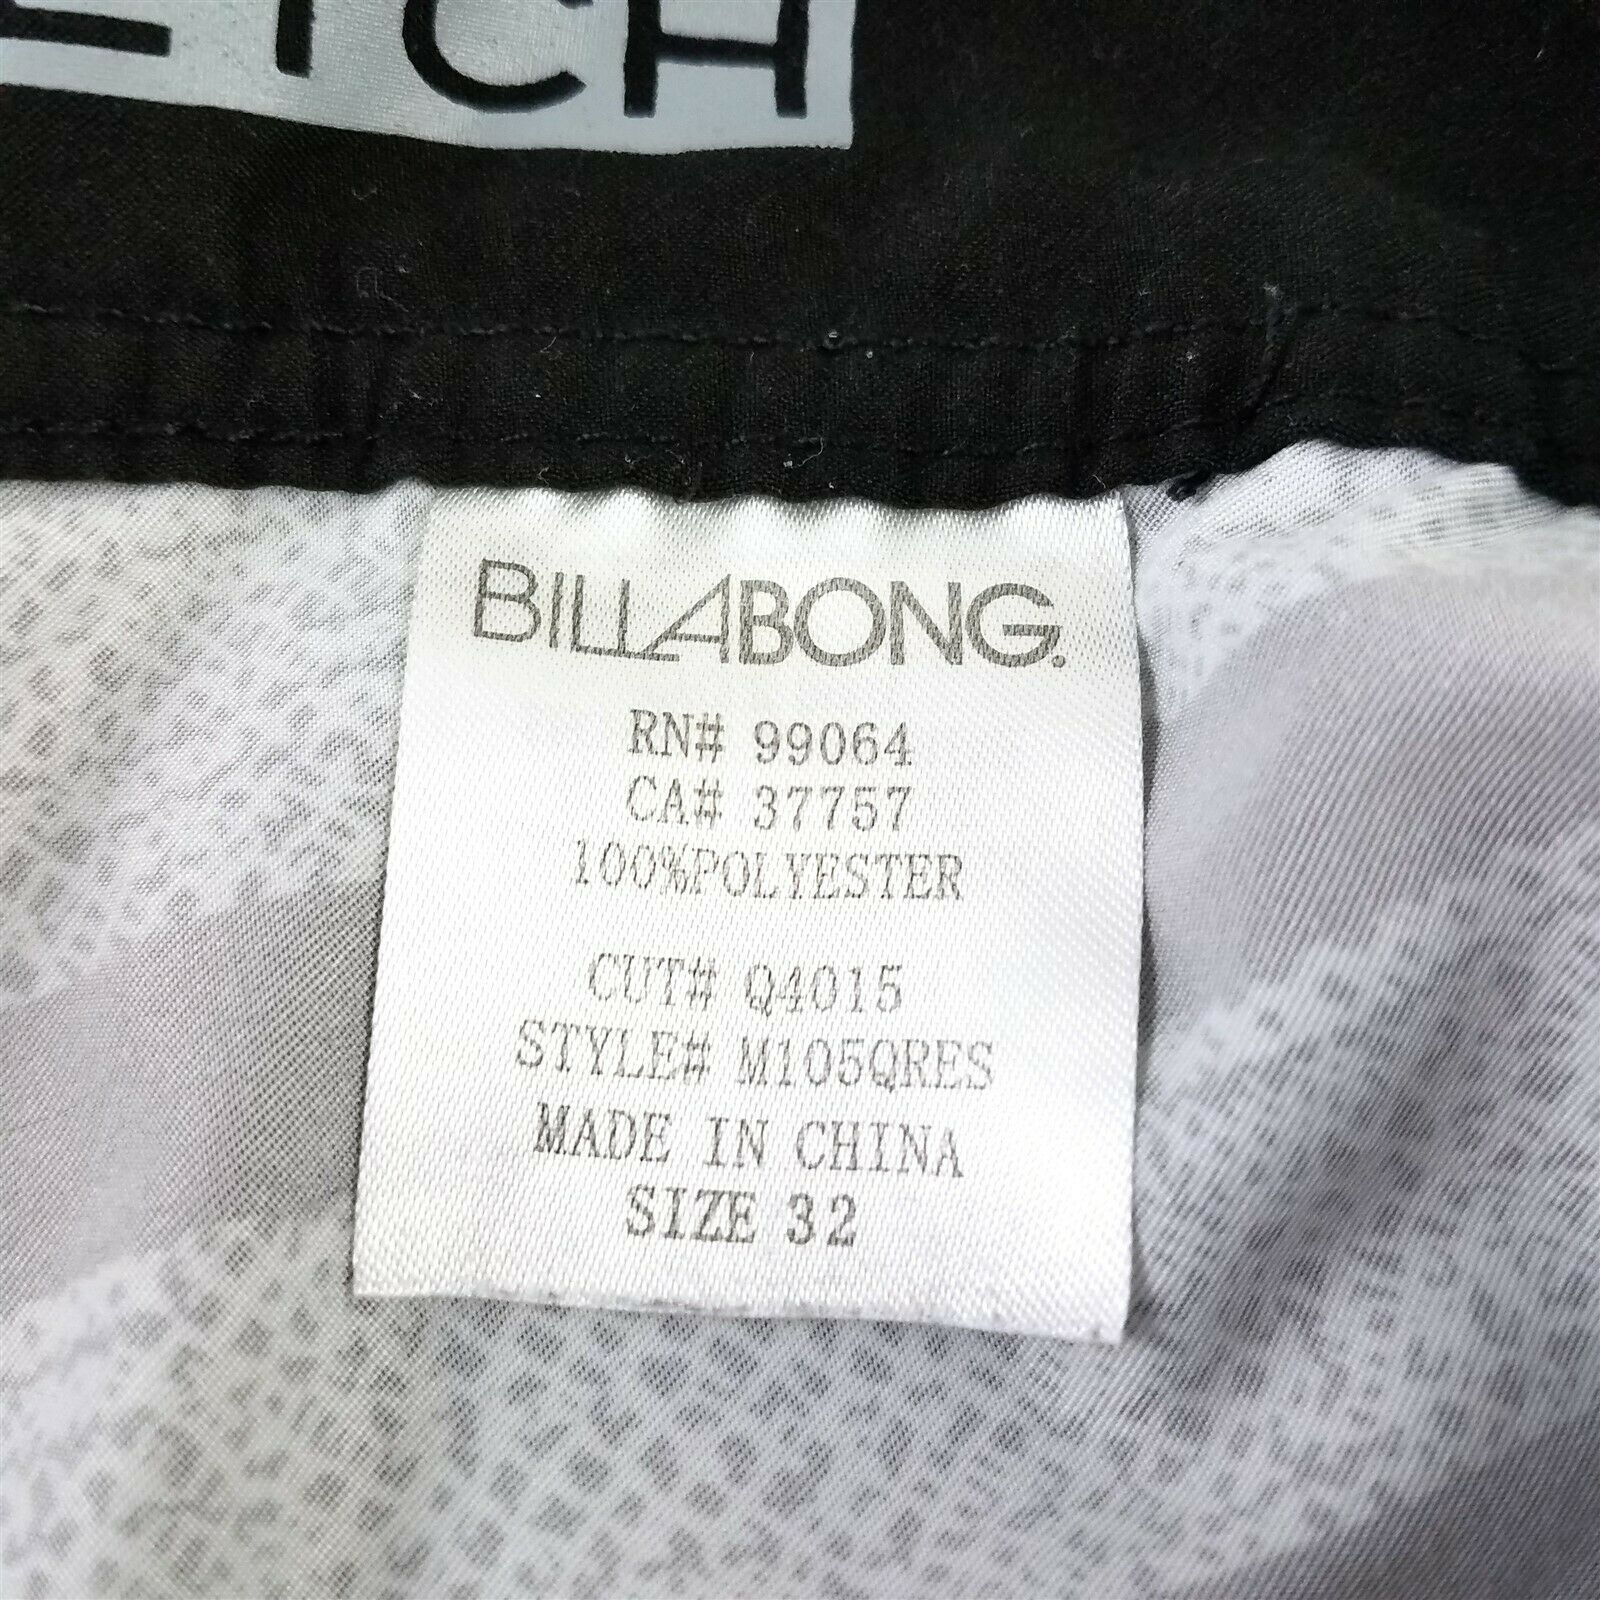 BILLABONG.
RN# 99064
CA# 37757
100%POLYESTER
CUT# Q4015
STYLE# M105QRES
MADE IN CHINA
SIZE 32